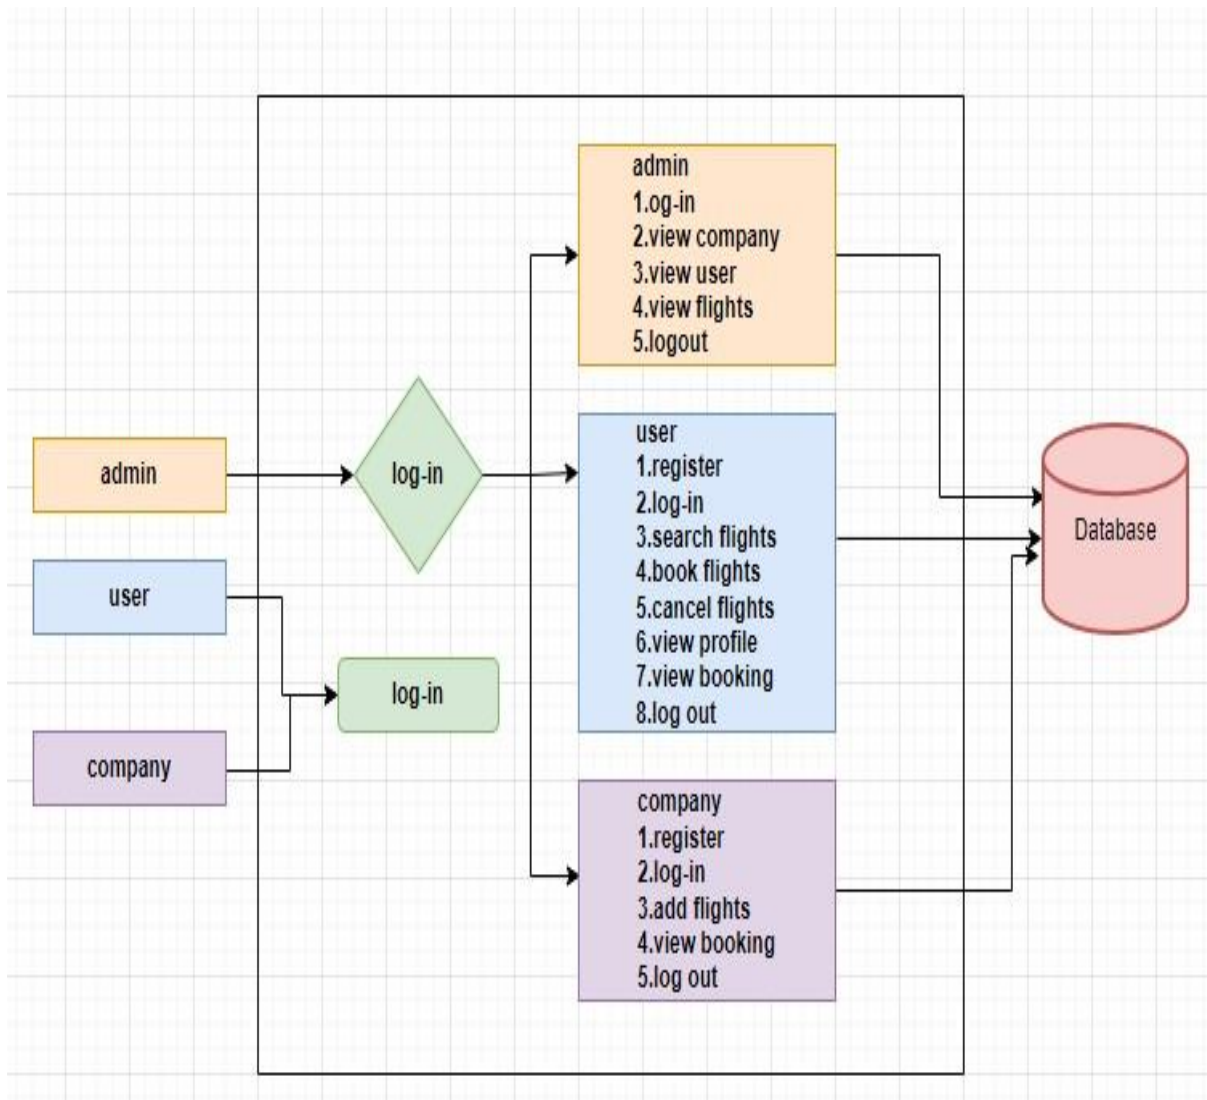 admin
user
company
log-in
log-in
admin
1.og-in
2.view company
3.view user
4.view flights
5.logout
user
1.register
2.log-in
3.search flights
4.book flights
5.cancel flights
6.view profile
7.view booking
8.log out
company
1.register
2.log-in
3.add flights
4.view booking
5.log out
Database